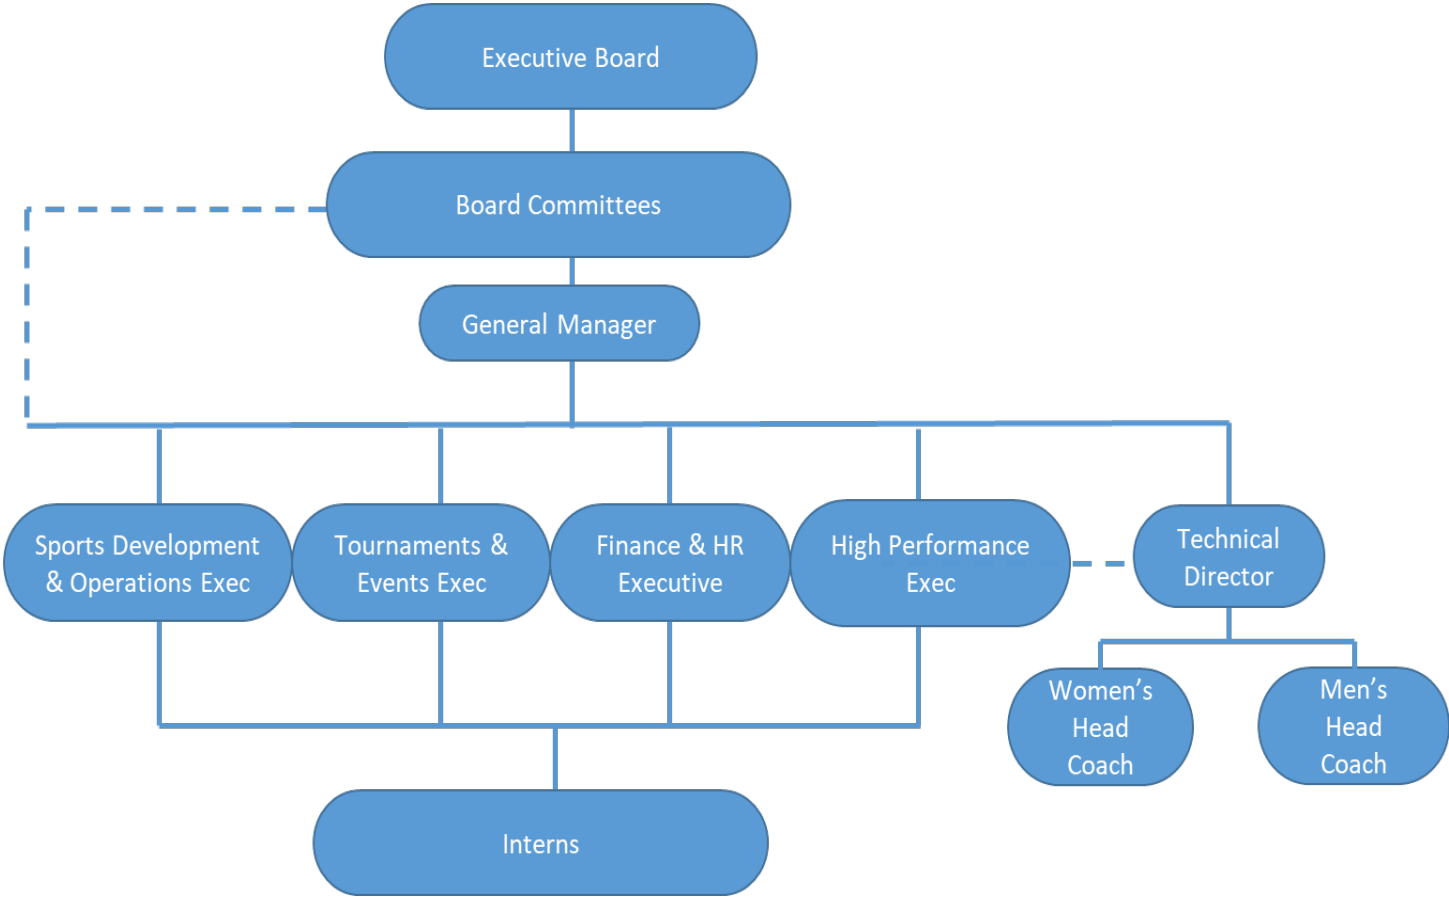 Executive Board
Board Committees
General Manager
Sports Development
& Operations Exec
Tournaments &
Events Exec
Finance & HR
Executive
High Performance
Exec
Technical
Director
Women’s
Head
Coach
Men’s
Head
Coach
Interns